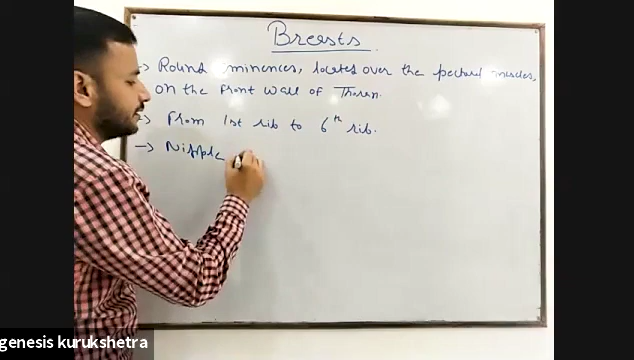 Breasts
-> Round eminences, located over the pectoral muscles,
on the front wall of Thorax.
-> From 1st rib to 6th rib.
-> Nipple
genesis kurukshetra